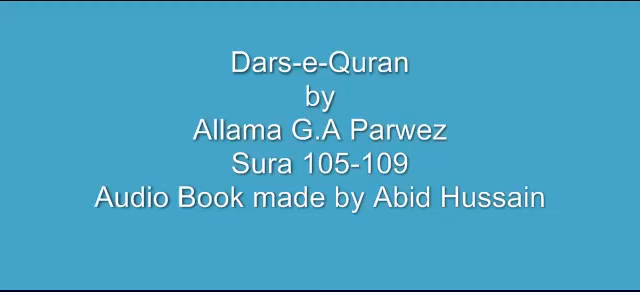 Dars-e-Quran
by
Allama G.A Parwez
Sura 105-109
Audio Book made by Abid Hussain